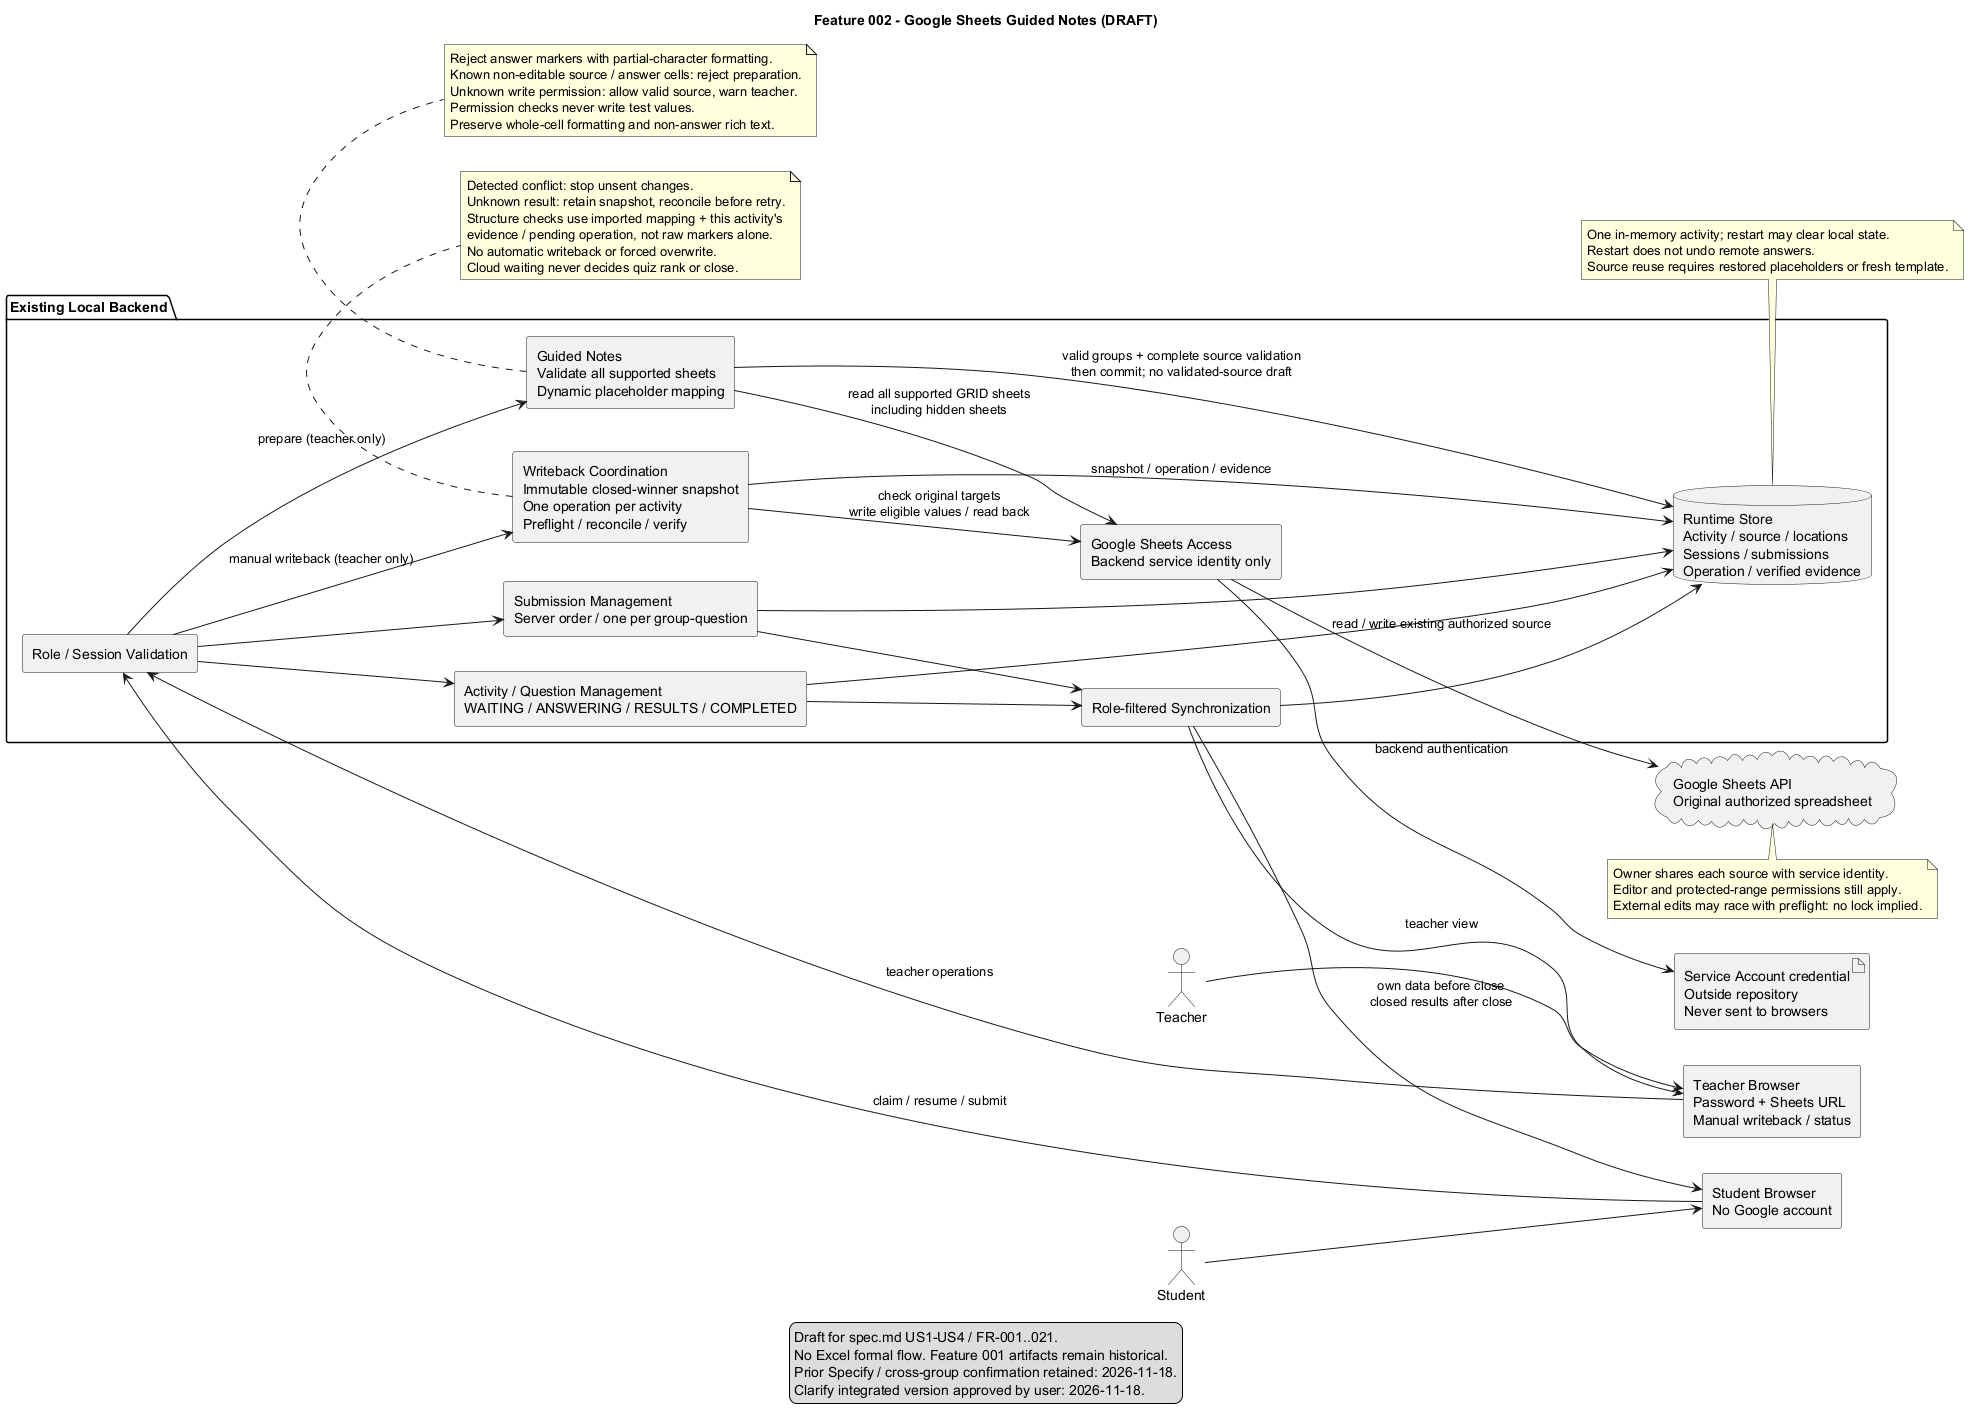 Feature 002 - Google Sheets Guided Notes (DRAFT)
Reject answer markers with partial-character formatting.
Known non-editable source / answer cells: reject preparation.
Unknown write permission: allow valid source, warn teacher.
Permission checks never write test values.
Preserve whole-cell formatting and non-answer rich text.
Detected conflict: stop unsent changes.
Unknown result: retain snapshot, reconcile before retry.
Structure checks use imported mapping + this activity's
evidence / pending operation, not raw markers alone.
No automatic writeback or forced overwrite.
Cloud waiting never decides quiz rank or close.
One in-memory activity; restart may clear local state.
Restart does not undo remote answers.
Source reuse requires restored placeholders or fresh template.
Existing Local Backend
Guided Notes
Validate all supported sheets
Dynamic placeholder mapping
valid groups + complete source validation
then commit; no validated-source draft
read all supported GRID sheets
including hidden sheets
prepare (teacher only)
Writeback Coordination
Immutable closed-winner snapshot
One operation per activity
Preflight / reconcile / verify
snapshot / operation / evidence
check original targets
write eligible values / read back
Google Sheets Access
Backend service identity only
Runtime Store
Activity / source / locations
Sessions / submissions
Operation / verified evidence
manual writeback (teacher only)
Submission Management
Server order / one per group-question
read / write existing authorized source
Role / Session Validation
Activity / Question Management
WAITING / ANSWERING / RESULTS / COMPLETED
Role-filtered Synchronization
backend authentication
Google Sheets API
Original authorized spreadsheet
Owner shares each source with service identity.
Editor and protected-range permissions still apply.
External edits may race with preflight: no lock implied.
teacher view
teacher operations
Teacher
own data before close
closed results after close
Service Account credential
Outside repository
Never sent to browsers
Teacher Browser
Password + Sheets URL
Manual writeback / status
claim / resume / submit
Student Browser
No Google account
Student
Draft for spec.md US1-US4 / FR-001..021.
No Excel formal flow. Feature 001 artifacts remain historical.
Prior Specify / cross-group confirmation retained: 2026-11-18.
Clarify integrated version approved by user: 2026-11-18.